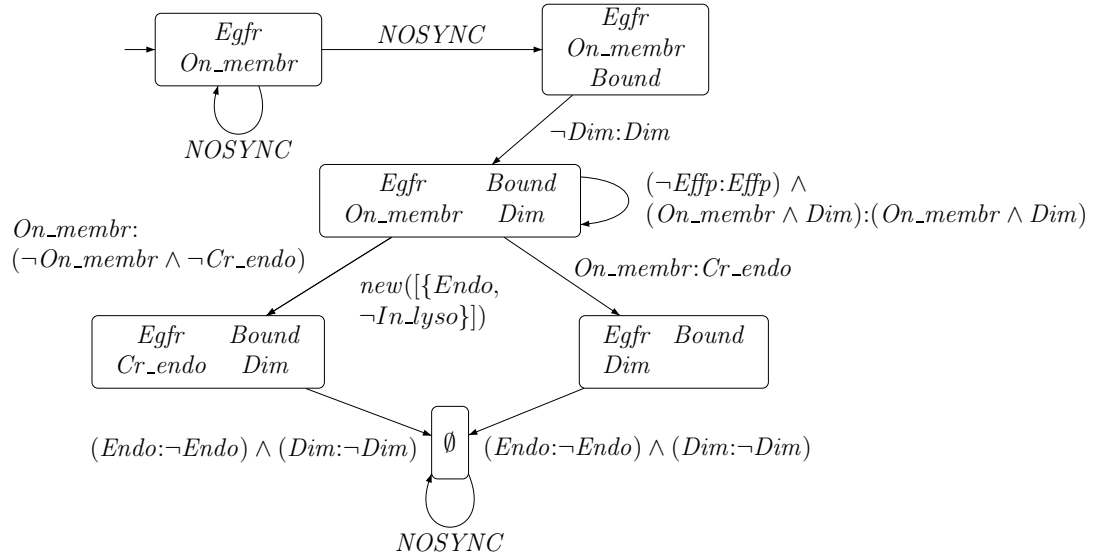 Egfr
On_membr
NOSYNC
Egfr
On_membr
Bound
NOSYNC
¬Dim:Dim
Egfr Bound
On_membr Dim
(¬Effp:Effp) ∧
(On_membr ∧ Dim):(On_membr ∧ Dim)
On_membr:
(¬On_membr ∧ ¬Cr_endo)
new([{Endo,
¬In_lyso}])
On_membr:Cr_endo
Egfr Bound
Cr_endo Dim
Egfr Bound
Dim
(Endo:¬Endo) ∧ (Dim:¬Dim)
∅
(Endo:¬Endo) ∧ (Dim:¬Dim)
NOSYNC